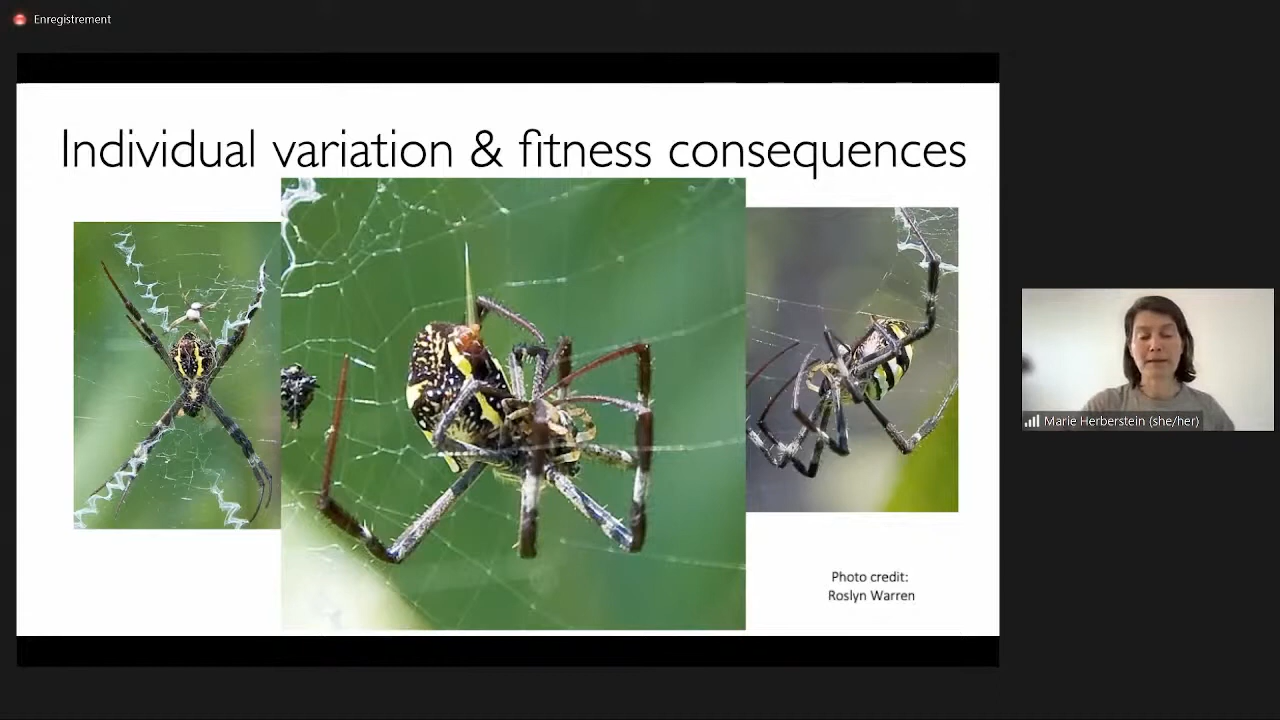 Enregistrement
Individual variation & fitness consequences
Photo credit:
Roslyn Warren
Marie Herberstein (she/her)